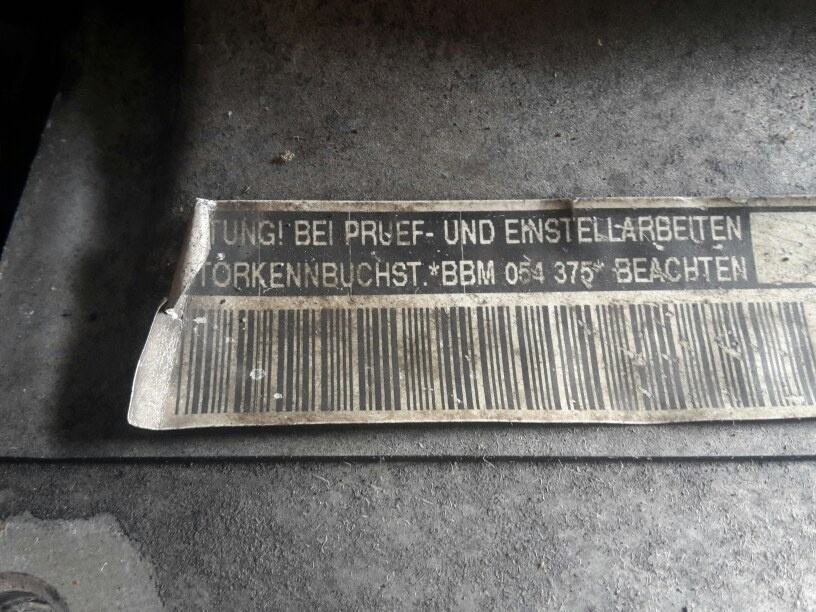 TUNG! BEI PRUEF- UND EINSTELLARBEITEN
TORKENNBUCHST.*BBM 054 375* BEACHTEN